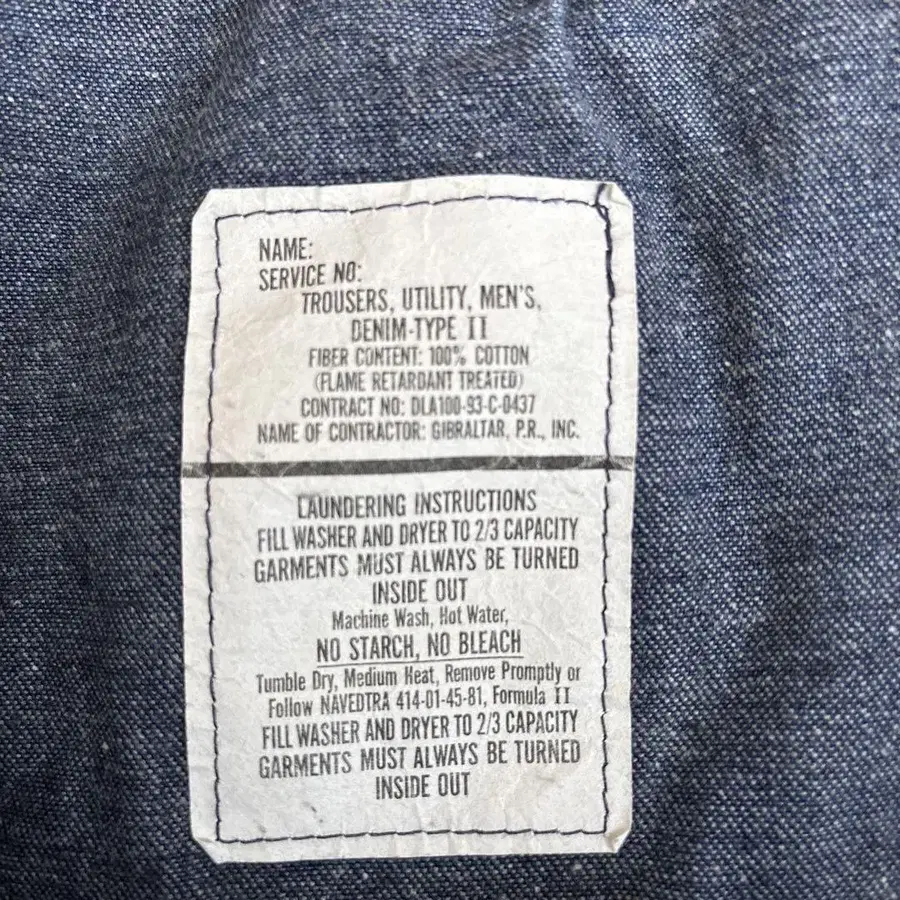 NAME:
SERVICE NO:
TROUSERS, UTILITY, MEN'S,
DENIM-TYPE II
FIBER CONTENT: 100% COTTON
(FLAME RETARDANT TREATED)
CONTRACT NO: DLA100-93-C-0437
NAME OF CONTRACTOR: GIBRALTAR, P.R., INC.
LAUNDERING INSTRUCTIONS
FILL WASHER AND DRYER TO 2/3 CAPACITY
GARMENTS MUST ALWAYS BE TURNED
INSIDE OUT
Machine Wash, Hot Water,
NO STARCH, NO BLEACH
Tumble Dry, Medium Heat, Remove Promptly or
Follow NAVEDTRA 414-01-45-81, Formula II
FILL WASHER AND DRYER TO 2/3 CAPACITY
GARMENTS MUST ALWAYS BE TURNED
INSIDE OUT